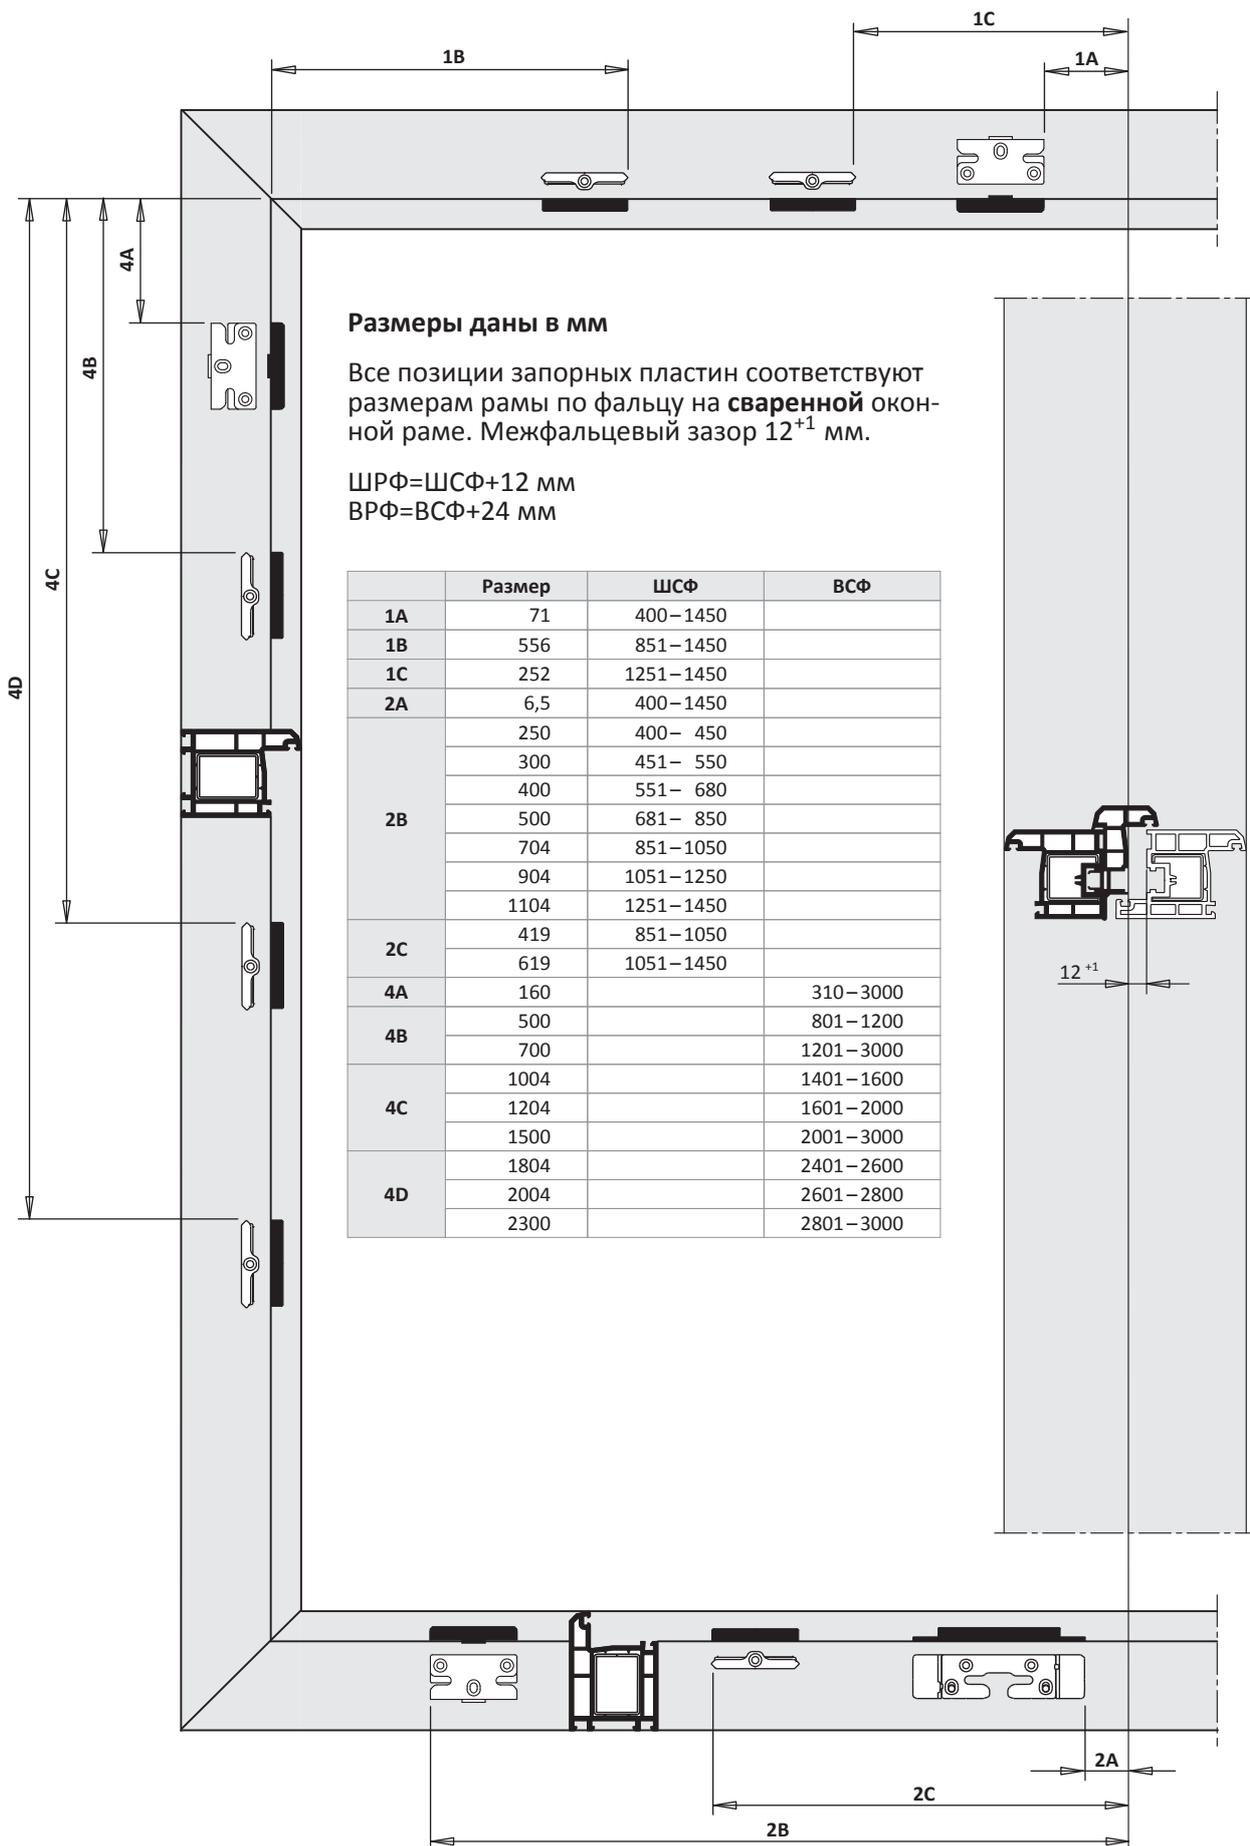 1C
1B
1A
4A
4B
4C
4D
Размеры даны в мм
Все позиции запорных пластин соответствуют
размерам рамы по фальцу на сваренной окон-
ной раме. Межфальцевый зазор 12+1 мм.
ШРФ=ШСФ+12 мм
ВРФ=ВСФ+24 мм
Размер ШСФ ВСФ
1A 71 400–1450
1B 556 851–1450
1C 252 1251–1450
2A 6,5 400–1450
2B 250 400– 450
300 451– 550
400 551– 680
500 681– 850
704 851–1050
904 1051–1250
1104 1251–1450
2C 419 851–1050
619 1051–1450
4A 160 310–3000
4B 500 801–1200
700 1201–3000
4C 1004 1401–1600
1204 1601–2000
1500 2001–3000
4D 1804 2401–2600
2004 2601–2800
2300 2801–3000
12 +1
2A
2C
2B